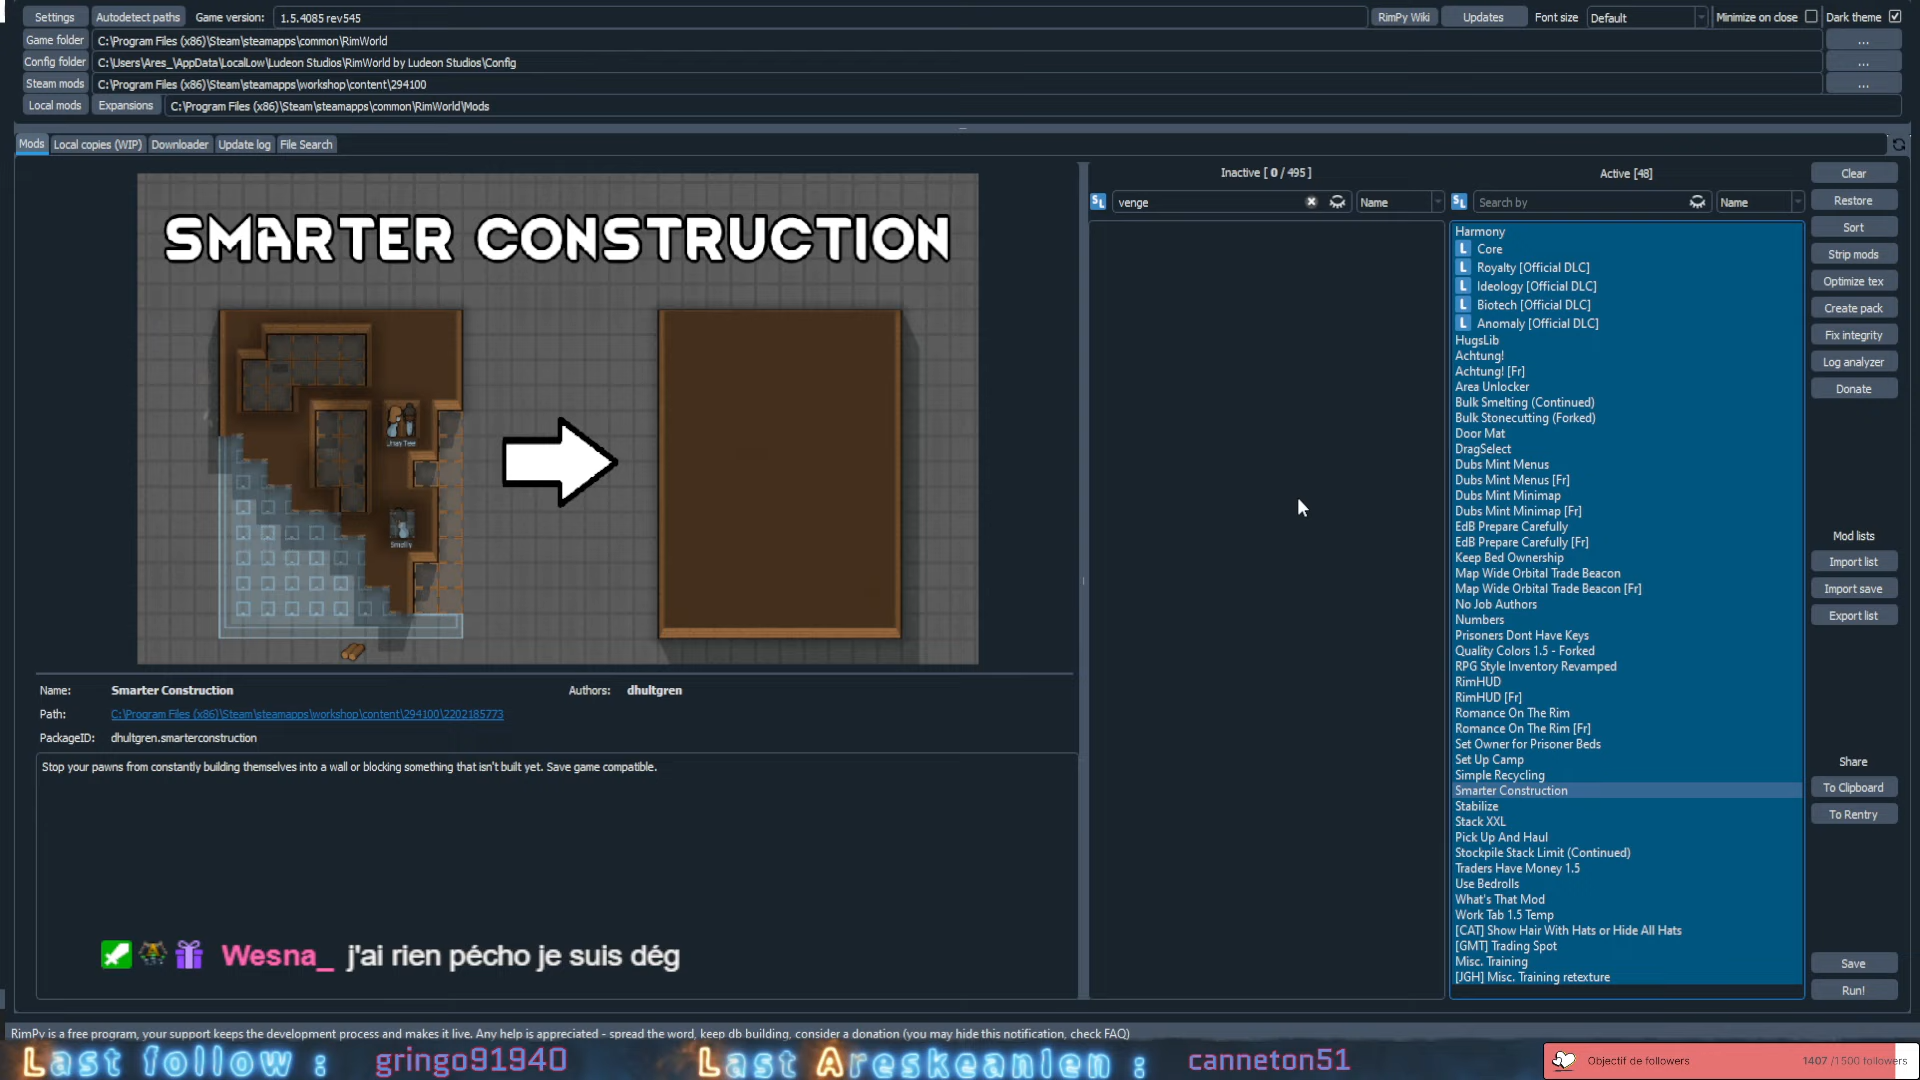 Settings Autodetect paths Game version: 1.5.4085 rev545 RimPy Wiki Updates Font size Default Minimize on close Dark theme
Game folder C:\Program Files (x86)\Steam\steamapps\common\RimWorld ...
Config folder C:\Users\Ares_\AppData\LocalLow\Ludeon Studios\RimWorld by Ludeon Studios\Config ...
Steam mods C:\Program Files (x86)\Steam\steamapps\workshop\content\294100 ...
Local mods Expansions C:\Program Files (x86)\Steam\steamapps\common\RimWorld\Mods
Mods Local copies (WIP) Downloader Update log File Search
SMARTER CONSTRUCTION
Name: Smarter Construction Authors: dhultgren
Path: C:\Program Files (x86)\Steam\steamapps\workshop\content\294100\2202185773
PackageID: dhultgren.smarterconstruction
Stop your pawns from constantly building themselves into a wall or blocking something that isn't built yet. Save game compatible.
Wesna_ j'ai rien pécho je suis dég
Inactive [ 0 / 495 ]
SL venge Name
Active [48]
SL Search by Name
Harmony
L Core
L Royalty [Official DLC]
L Ideology [Official DLC]
L Biotech [Official DLC]
L Anomaly [Official DLC]
HugsLib
Achtung!
Achtung! [Fr]
Area Unlocker
Bulk Smelting (Continued)
Bulk Stonecutting (Forked)
Door Mat
DragSelect
Dubs Mint Menus
Dubs Mint Menus [Fr]
Dubs Mint Minimap
Dubs Mint Minimap [Fr]
EdB Prepare Carefully
EdB Prepare Carefully [Fr]
Keep Bed Ownership
Map Wide Orbital Trade Beacon
Map Wide Orbital Trade Beacon [Fr]
No Job Authors
Numbers
Prisoners Dont Have Keys
Quality Colors 1.5 - Forked
RPG Style Inventory Revamped
RimHUD
RimHUD [Fr]
Romance On The Rim
Romance On The Rim [Fr]
Set Owner for Prisoner Beds
Set Up Camp
Simple Recycling
Smarter Construction
Stabilize
Stack XXL
Pick Up And Haul
Stockpile Stack Limit (Continued)
Traders Have Money 1.5
Use Bedrolls
What's That Mod
Work Tab 1.5 Temp
[CAT] Show Hair With Hats or Hide All Hats
[GMT] Trading Spot
Misc. Training
[JGH] Misc. Training retexture
Clear
Restore
Sort
Strip mods
Optimize tex
Create pack
Fix integrity
Log analyzer
Donate
Mod lists
Import list
Import save
Export list
Share
To Clipboard
To Rentry
Save
Run!
RimPy is a free program, your support keeps the development process and makes it live. Any help is appreciated - spread the word, keep db building, consider a donation (you may hide this notification, check FAQ)
Last follow : gringo91940 Last Areskeanien : canneton51
Objectif de followers 1407 /1500 followers